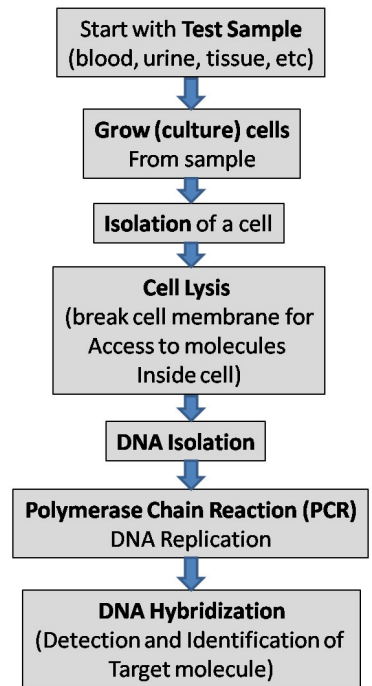 Start with Test Sample
(blood, urine, tissue, etc)
Grow (culture) cells
From sample
Isolation of a cell
Cell Lysis
(break cell membrane for
Access to molecules
Inside cell)
DNA Isolation
Polymerase Chain Reaction (PCR)
DNA Replication
DNA Hybridization
(Detection and Identification of
Target molecule)